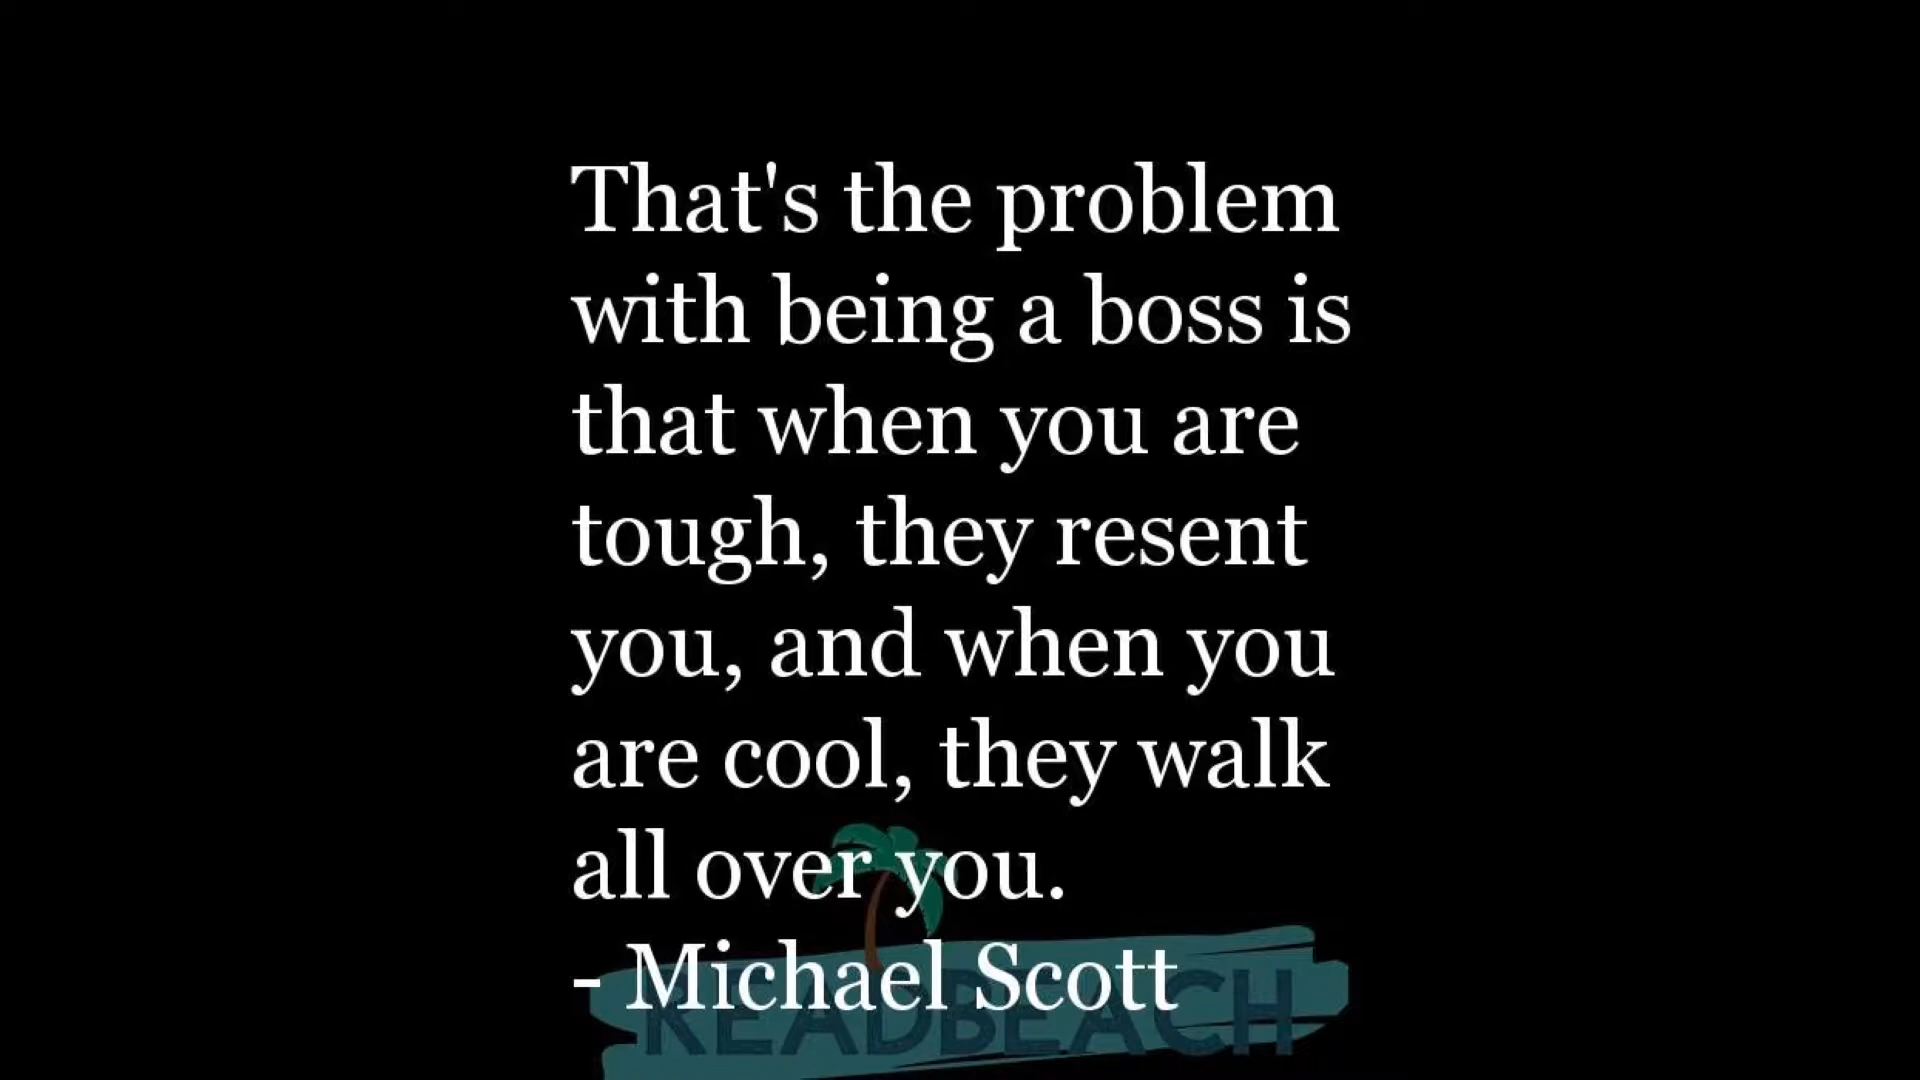 That's the problem
with being a boss is
that when you are
tough, they resent
you, and when you
are cool, they walk
all over you.
- Michael Scott
READBEACH